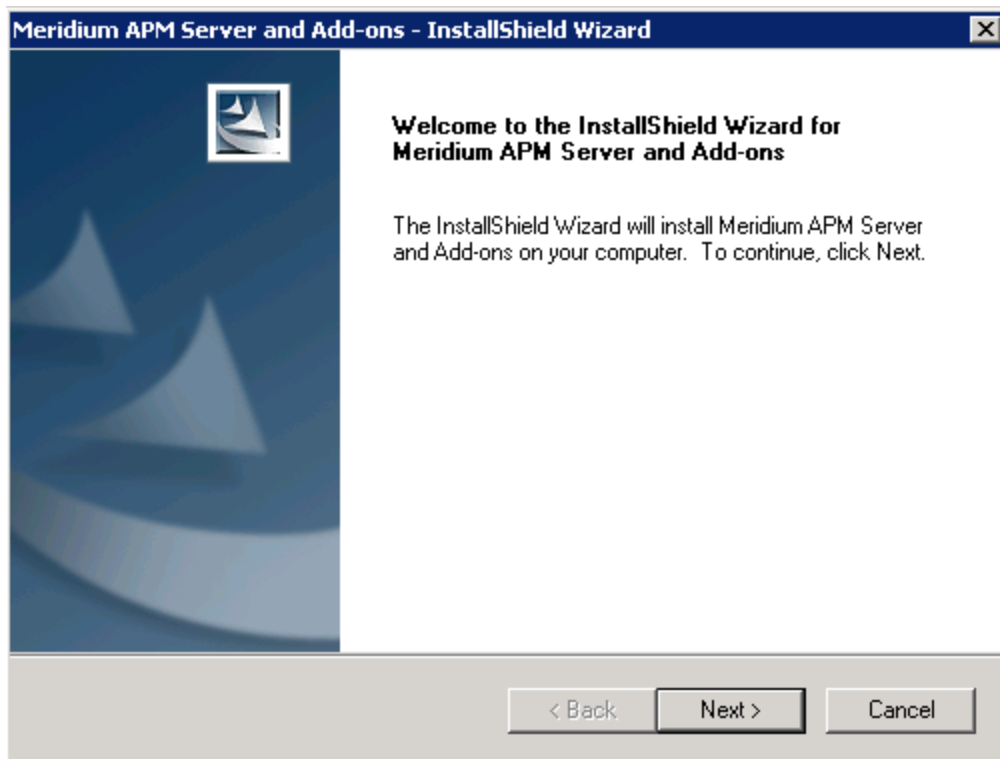 Meridium APM Server and Add-ons - InstallShield Wizard
Welcome to the InstallShield Wizard for
Meridium APM Server and Add-ons
The InstallShield Wizard will install Meridium APM Server
and Add-ons on your computer. To continue, click Next.
< Back
Next >
Cancel